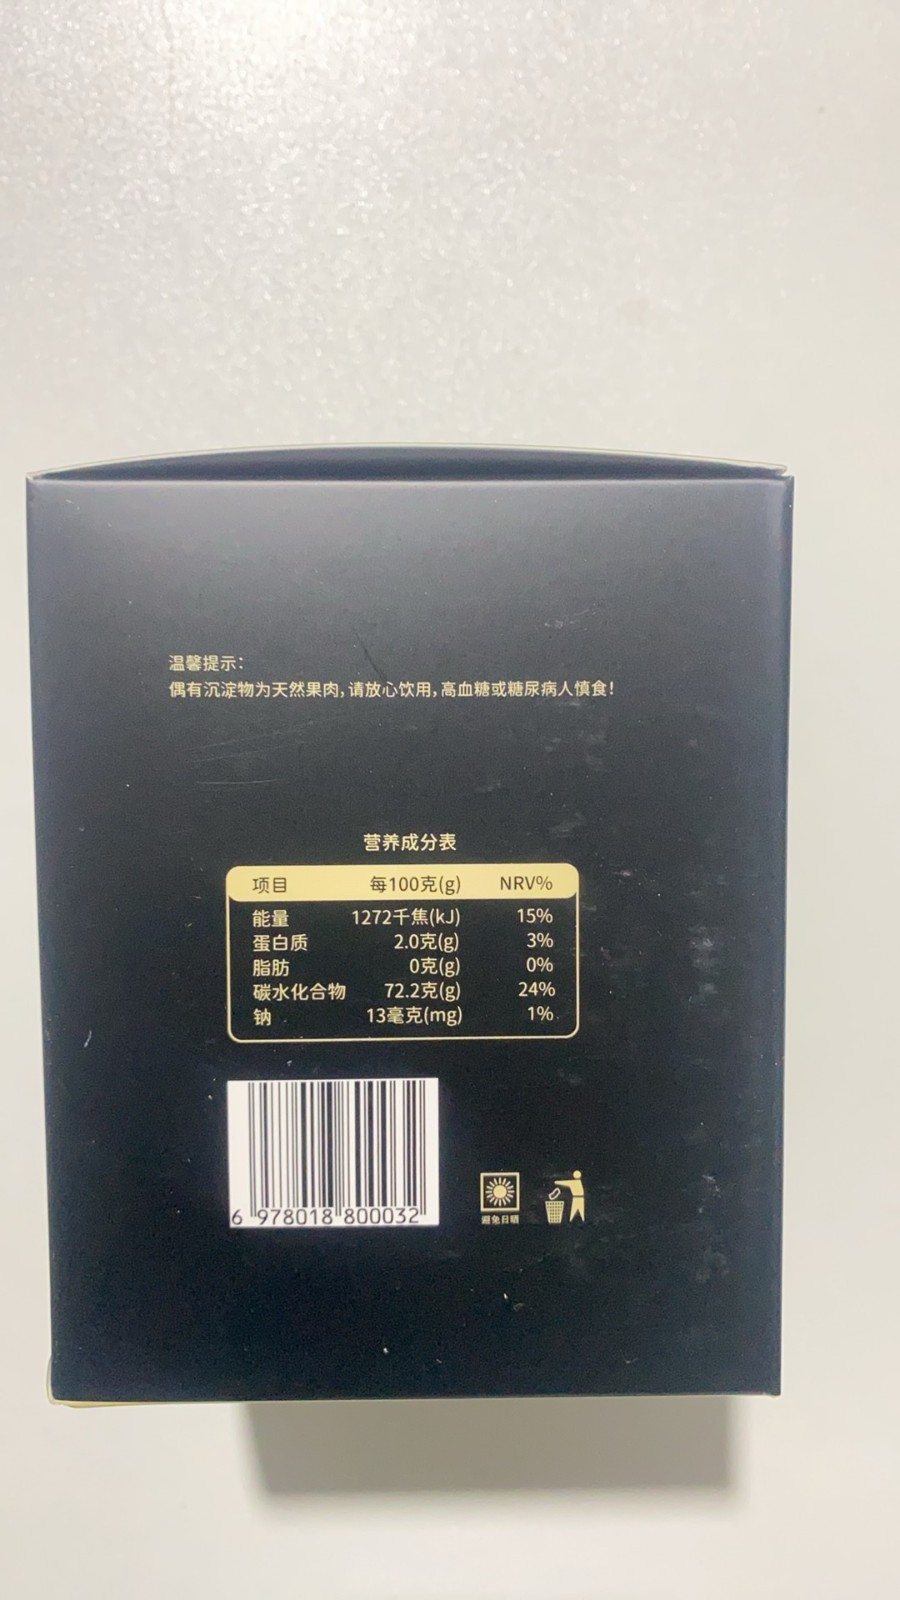 温馨提示：
偶有沉淀物为天然果肉，请放心饮用，高血糖或糖尿病人慎食！
营养成分表
项目 每100克(g) NRV%
能量 1272千焦(kJ) 15%
蛋白质 2.0克(g) 3%
脂肪 0克(g) 0%
碳水化合物 72.2克(g) 24%
钠 13毫克(mg) 1%
6 978018 800032
避免日晒